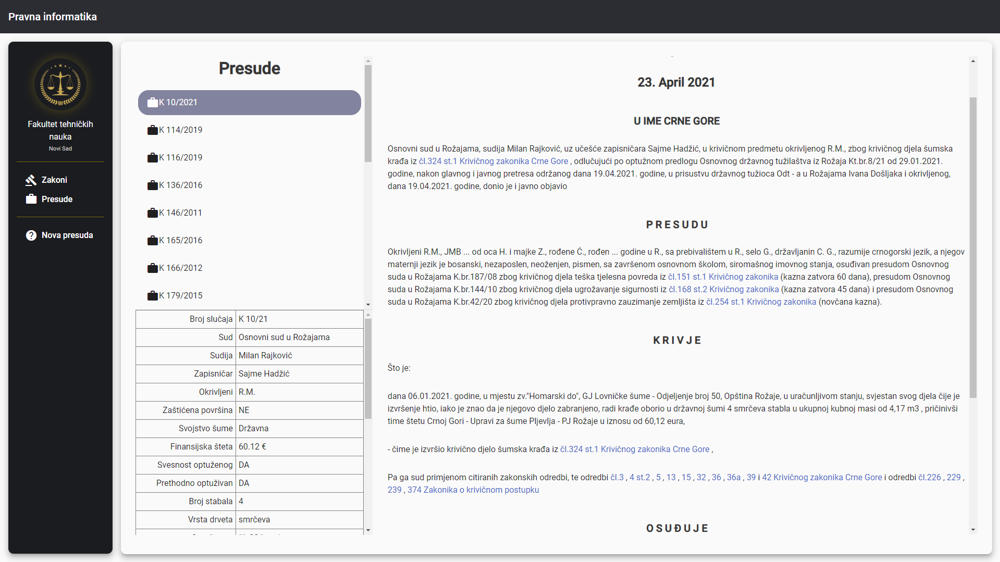 Pravna informatika
Fakultet tehničkih
nauka
Novi Sad
Zakoni
Presude
Nova presuda
Presude
K 10/2021
K 114/2019
K 116/2019
K 136/2016
K 146/2011
K 165/2016
K 166/2012
K 179/2015
Broj slučaja K 10/21
Sud Osnovni sud u Rožajama
Sudija Milan Rajković
Zapisničar Sajme Hadžić
Okrivljeni R.M.
Zaštićena površina NE
Svojstvo šume Državna
Finansijska šteta 60.12 €
Svesnost optuženog DA
Prethodno optuživan DA
Broj stabala 4
Vrsta drveta smrčeva
23. April 2021
U IME CRNE GORE
Osnovni sud u Rožajama, sudija Milan Rajković, uz učešće zapisničara Sajme Hadžić, u krivičnom predmetu okrivljenog R.M., zbog krivičnog djela šumska
krađa iz čl.324 st.1 Krivičnog zakonika Crne Gore , odlučujući po optužnom predlogu Osnovnog državnog tužilaštva iz Rožaja Kt.br.8/21 od 29.01.2021.
godine, nakon glavnog i javnog pretresa održanog dana 19.04.2021. godine, u prisustvu državnog tužioca Odt - a u Rožajama Ivana Došljaka i okrivljenog,
dana 19.04.2021. godine, donio je i javno objavio
P R E S U D U
Okrivljeni R.M., JMB ... od oca H. i majke Z., rođene Ć., rođen ... godine u R., sa prebivalištem u R., selo G., državljanin C. G., razumije crnogorski jezik, a njegov
maternji jezik je bosanski, nezaposlen, neoženjen, pismen, sa završenom osnovnom školom, siromašnog imovnog stanja, osuđivan presudom Osnovnog
suda u Rožajama K.br.187/08 zbog krivičnog djela teška tjelesna povreda iz čl.151 st.1 Krivičnog zakonika (kazna zatvora 60 dana), presudom Osnovnog
suda u Rožajama K.br.144/10 zbog krivičnog djela ugrožavanje sigurnosti iz čl.168 st.2 Krivičnog zakonika (kazna zatvora 45 dana) i presudom Osnovnog
suda u Rožajama K.br.42/20 zbog krivičnog djela protivpravno zauzimanje zemljišta iz čl.254 st.1 Krivičnog zakonika (novčana kazna).
K R I V J E
Što je:
dana 06.01.2021. godine, u mjestu zv."Homarski do", GJ Lovničke šume - Odjeljenje broj 50, Opština Rožaje, u uračunljivom stanju, svjestan svog djela čije je
izvršenje htio, iako je znao da je njegovo djelo zabranjeno, radi krađe oborio u državnoj šumi 4 smrčeva stabla u ukupnoj kubnoj masi od 4,17 m3 , pričinivši
time štetu Crnoj Gori - Upravi za šume Pljevlja - PJ Rožaje u iznosu od 60,12 eura,
- čime je izvršio krivično djelo šumska krađa iz čl.324 st.1 Krivičnog zakonika Crne Gore ,
Pa ga sud primjenom citiranih zakonskih odredbi, te odredbi čl.3 , 4 st.2 , 5 , 13 , 15 , 32 , 36 , 36a , 39 i 42 Krivičnog zakonika Crne Gore i odredbi čl.226 , 229 ,
239 , 374 Zakonika o krivičnom postupku
O S U Đ U J E